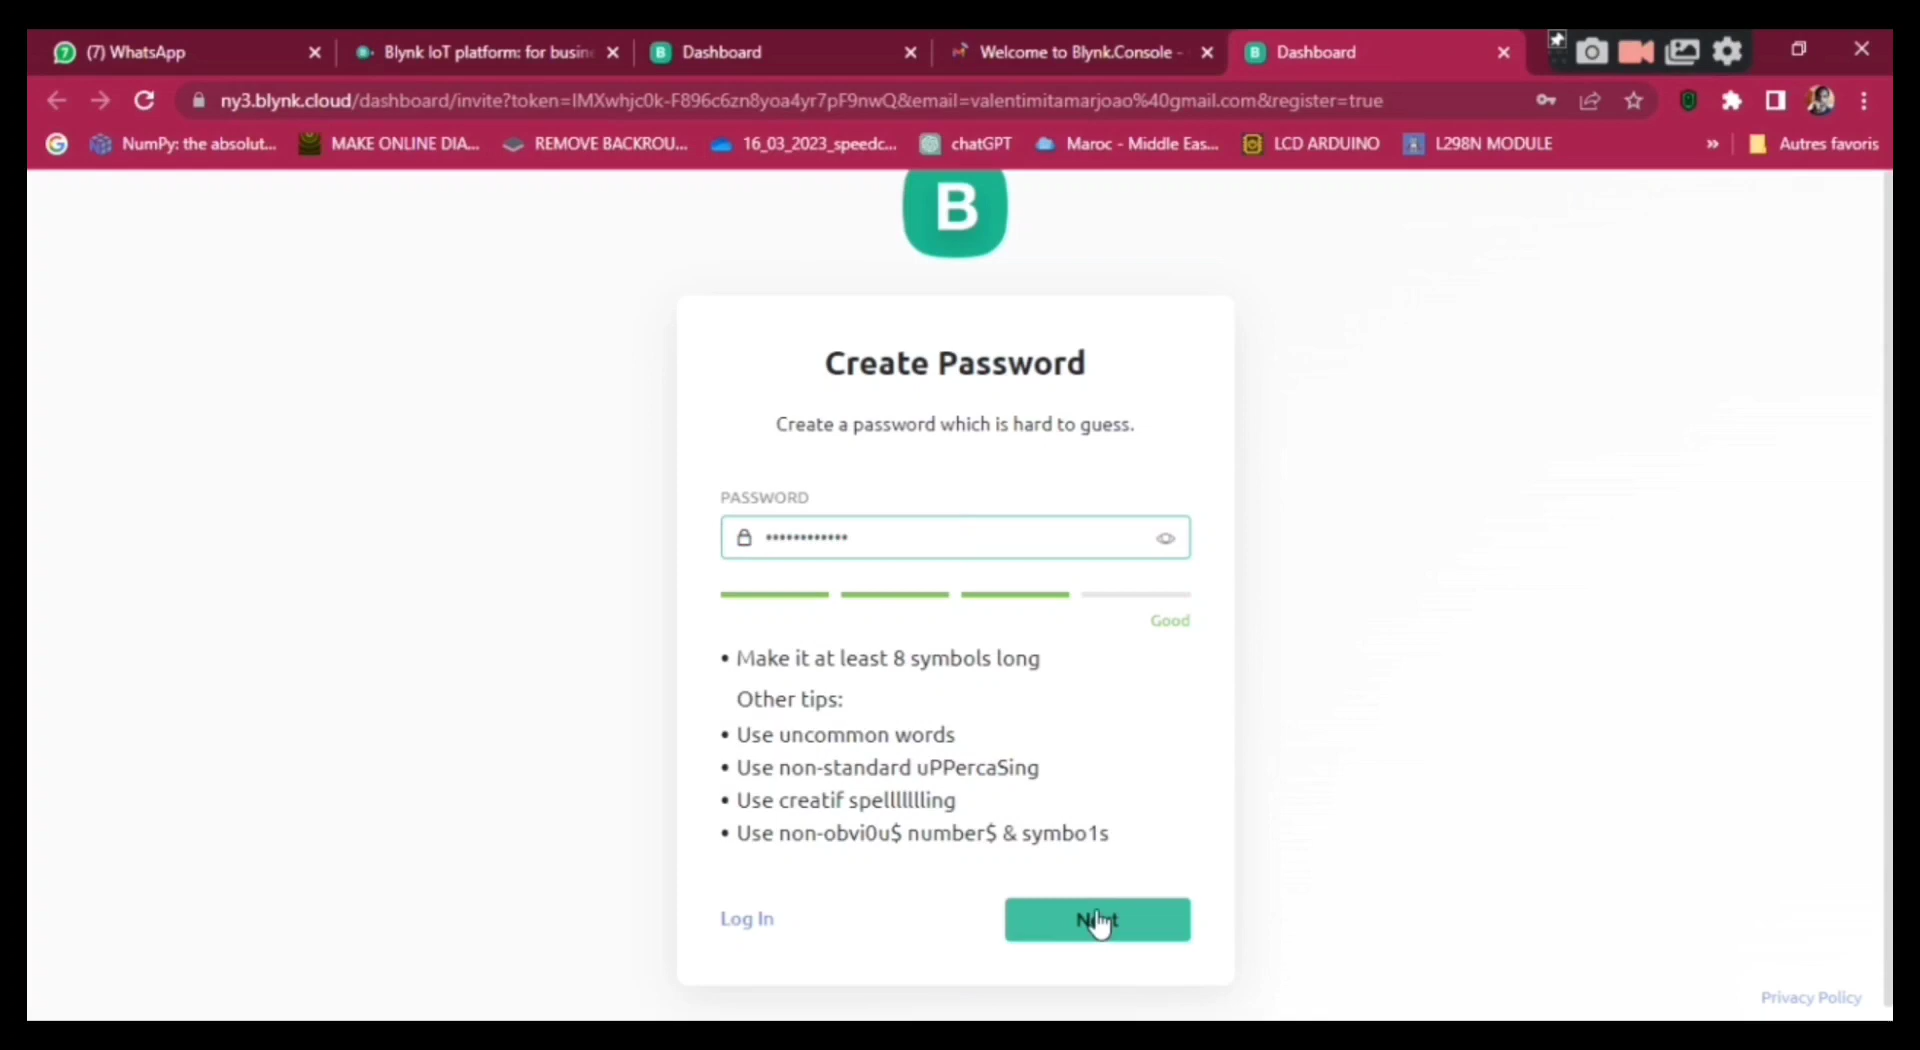 (7) WhatsApp
Blynk IoT platform: for busin
Dashboard
Welcome to Blynk.Console -
Dashboard
ny3.blynk.cloud/dashboard/invite?token=IMXwhjc0k-F896c6zn8yoa4yr7pF9nwQ&email=valentimitamarjoao%40gmail.com&register=true
NumPy: the absolut...
MAKE ONLINE DIA...
REMOVE BACKROU...
16_03_2023_speedc...
chatGPT
Maroc - Middle Eas...
LCD ARDUINO
L298N MODULE
»
Autres favoris
B
Create Password
Create a password which is hard to guess.
PASSWORD
••••••••••••
Good
• Make it at least 8 symbols long
Other tips:
• Use uncommon words
• Use non-standard uPPercaSing
• Use creatif spelllllllling
• Use non-obvi0u$ number$ & symbo1s
Log In
Next
Privacy Policy